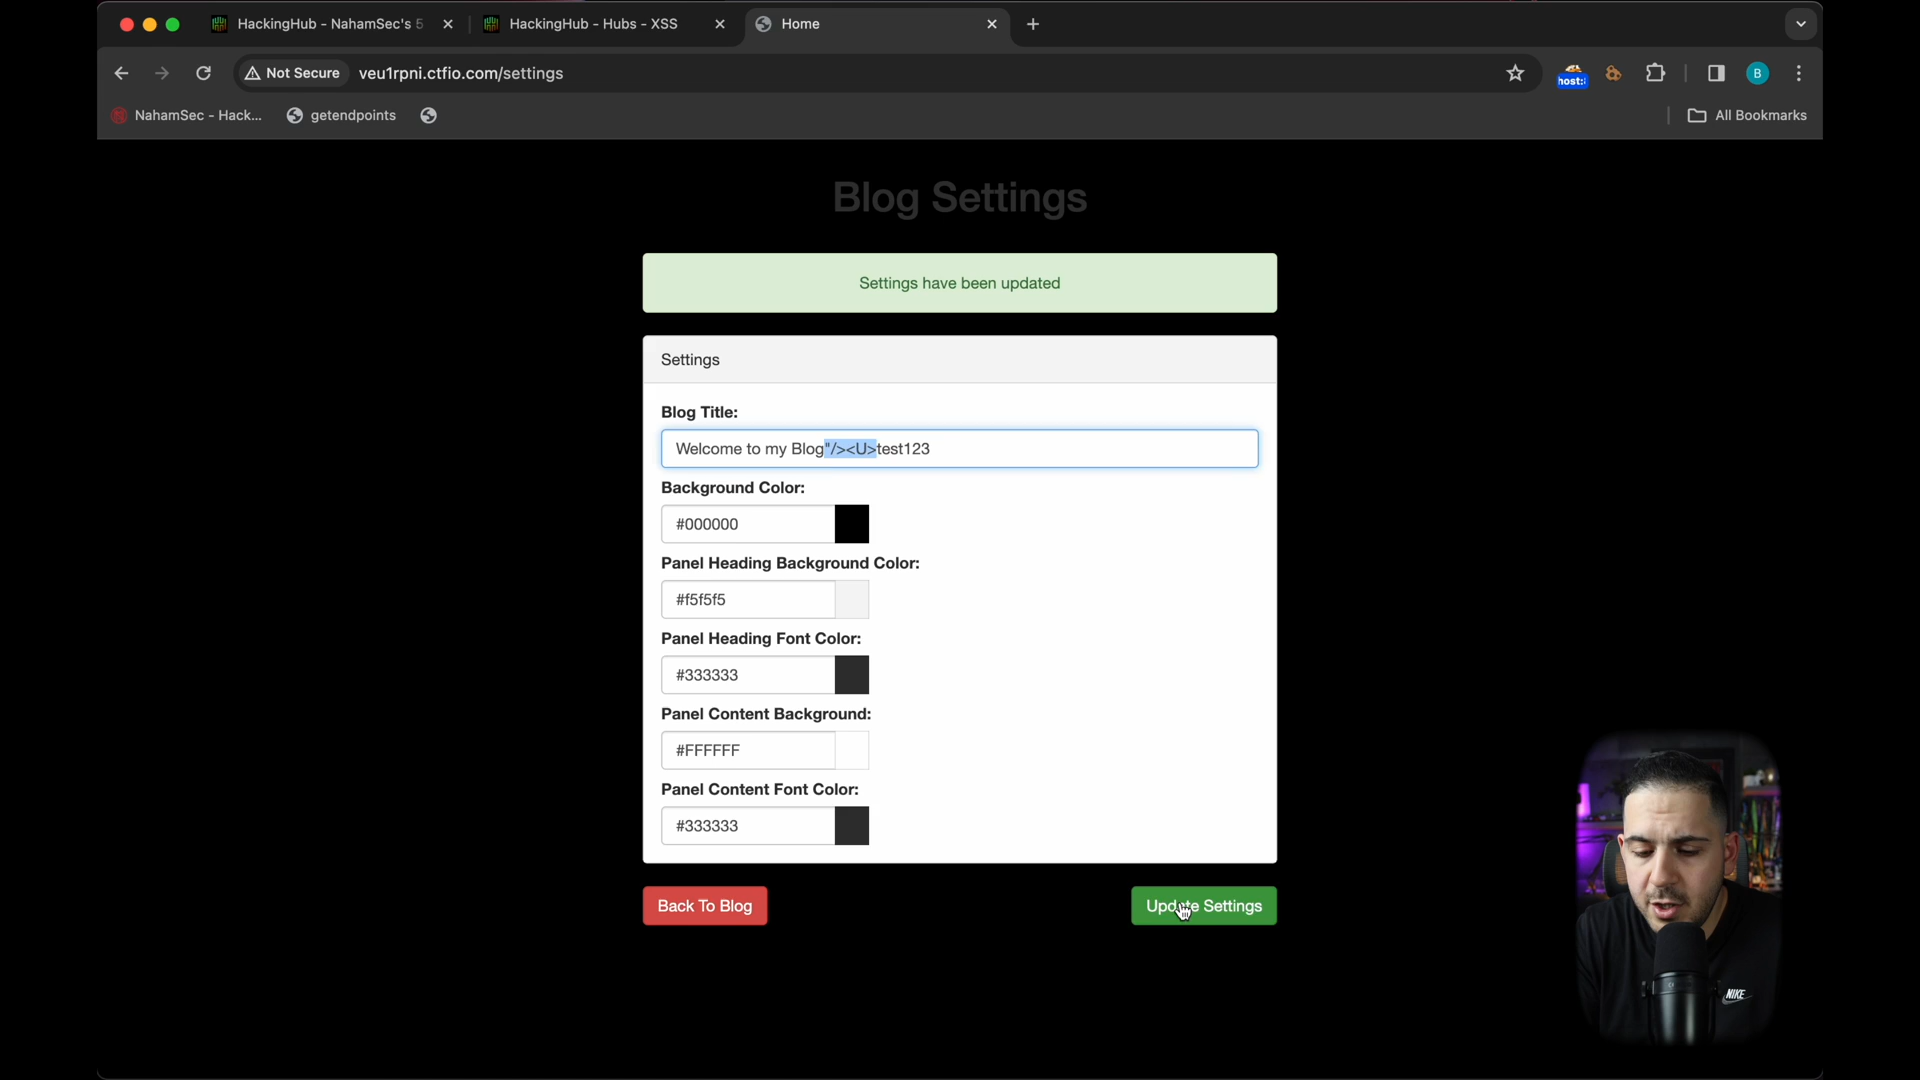 HackingHub - NahamSec's 5
HackingHub - Hubs - XSS
Home
Not Secure
veu1rpni.ctfio.com/settings
host:
B
NahamSec - Hack...
getendpoints
All Bookmarks
Blog Settings
Settings have been updated
Settings
Blog Title:
Welcome to my Blog"/><U>test123
Background Color:
#000000
Panel Heading Background Color:
#f5f5f5
Panel Heading Font Color:
#333333
Panel Content Background:
#FFFFFF
Panel Content Font Color:
#333333
Back To Blog
Update Settings
NIKE